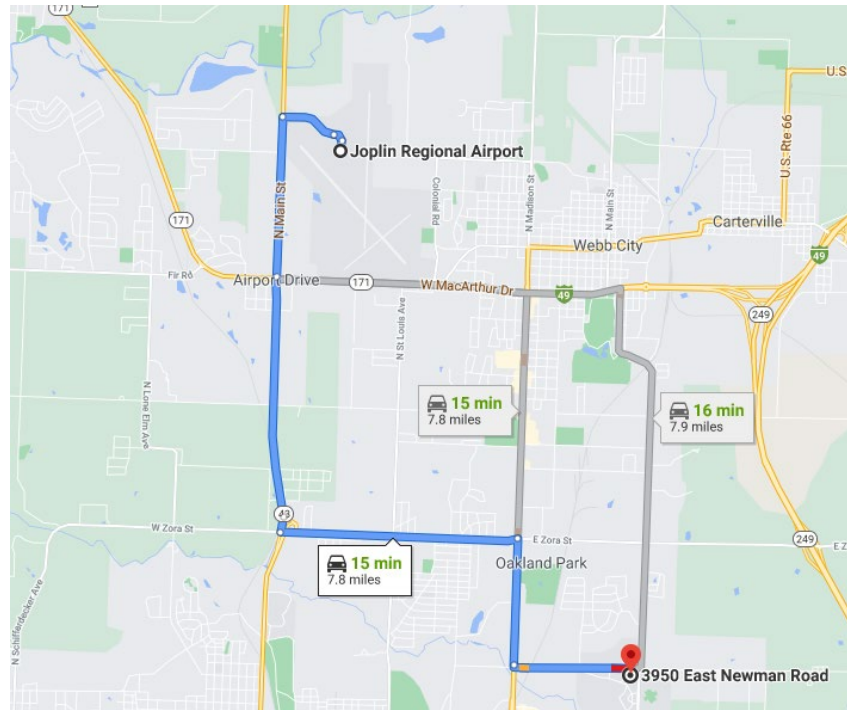 171
U.S
Joplin Regional Airport
U.S. Rte 66
N Main St
Colonial Rd
N Madison St
N Main St
Carterville
171
Webb City
49
Fir Rd
Airport Drive
171
W MacArthur Dr
49
249
N St Louis Ave
N Lone Elm Ave
15 min
7.8 miles
16 min
7.9 miles
43
W Zora St
E Zora St
249
E Z
15 min
7.8 miles
Oakland Park
N Schifferdecker Ave
3950 East Newman Road